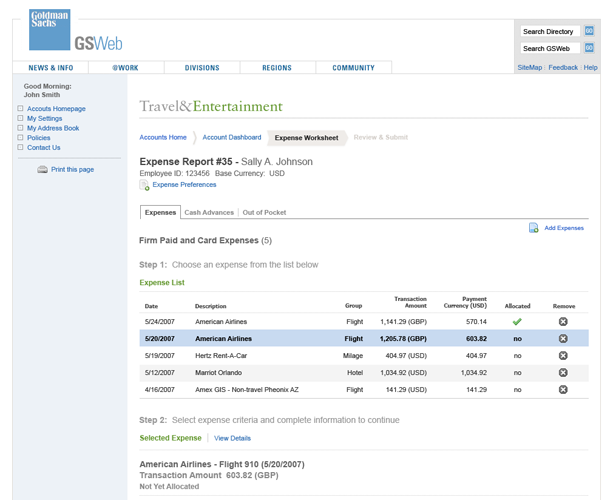 Goldman
Sachs
GSWeb
Search Directory GO
Search GSWeb GO
SiteMap | Feedback | Help
NEWS & INFO @WORK DIVISIONS REGIONS COMMUNITY
Good Morning:
John Smith
Accouts Homepage
My Settings
My Address Book
Policies
Contact Us
Print this page
Travel&Entertainment
Accounts Home Account Dashboard Expense Worksheet Review & Submit
Expense Report #35 - Sally A. Johnson
Employee ID: 123456 Base Currency: USD
Expense Preferences
Expenses Cash Advances | Out of Pocket
Add Expenses
Firm Paid and Card Expenses (5)
Step 1: Choose an expense from the list below
Expense List
Date Description Group Transaction Amount Payment Currency (USD) Allocated Remove
5/24/2007 American Airlines Flight 1,141.29 (GBP) 570.14
5/20/2007 American Airlines Flight 1,205.78 (GBP) 603.82 no
5/19/2007 Hertz Rent-A-Car Milage 404.97 (USD) 404.97 no
5/12/2007 Marriot Orlando Hotel 1,034.92 (USD) 1,034.92 no
4/16/2007 Amex GIS - Non-travel Pheonix AZ Flight 141.29 (USD) 141.29 no
Step 2: Select expense criteria and complete information to continue
Selected Expense | View Details
American Airlines - Flight 910 (5/20/2007)
Transaction Amount 603.82 (GBP)
Not Yet Allocated